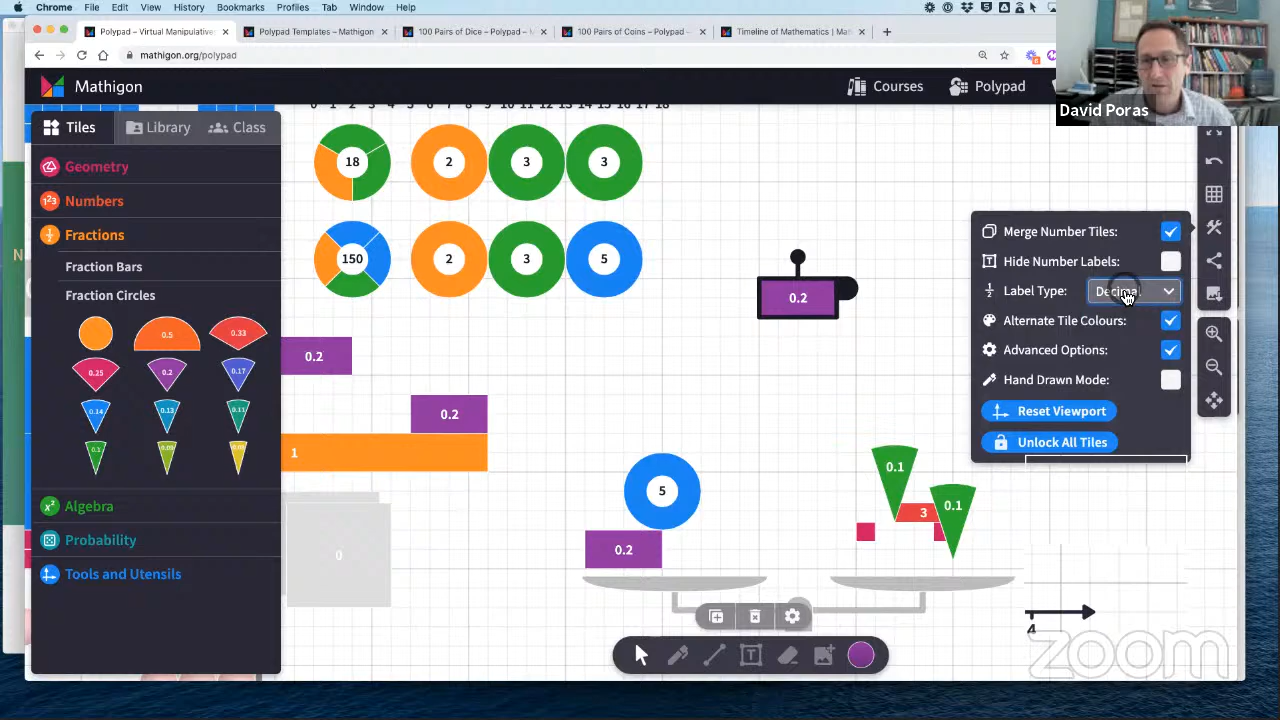 Chrome File Edit View History Bookmarks Profiles Tab Window Help
Polypad – Virtual Manipulative
Polypad Templates – Mathigon
100 Pairs of Dice – Polypad –
100 Pairs of Coins – Polypad –
Timeline of Mathematics | Mat
mathigon.org/polypad
Mathigon
Courses
Polypad
David Poras
Tiles Library Class
0 1 2 3 4 5 6 7 8 9 10 11 12 13 14 15 16 17 18
Geometry
Numbers
Fractions
Fraction Bars
Fraction Circles
0.5 0.33
0.25 0.2 0.17
0.14 0.13 0.11
0.1
Algebra
Probability
Tools and Utensils
18 2 3 3
150 2 3 5
0.2
0.2
1
0
0.2
5
0.2
0.1
3
0.1
Merge Number Tiles:
Hide Number Labels:
Label Type: Decimal
Alternate Tile Colours:
Advanced Options:
Hand Drawn Mode:
Reset Viewport
Unlock All Tiles
4
zoom